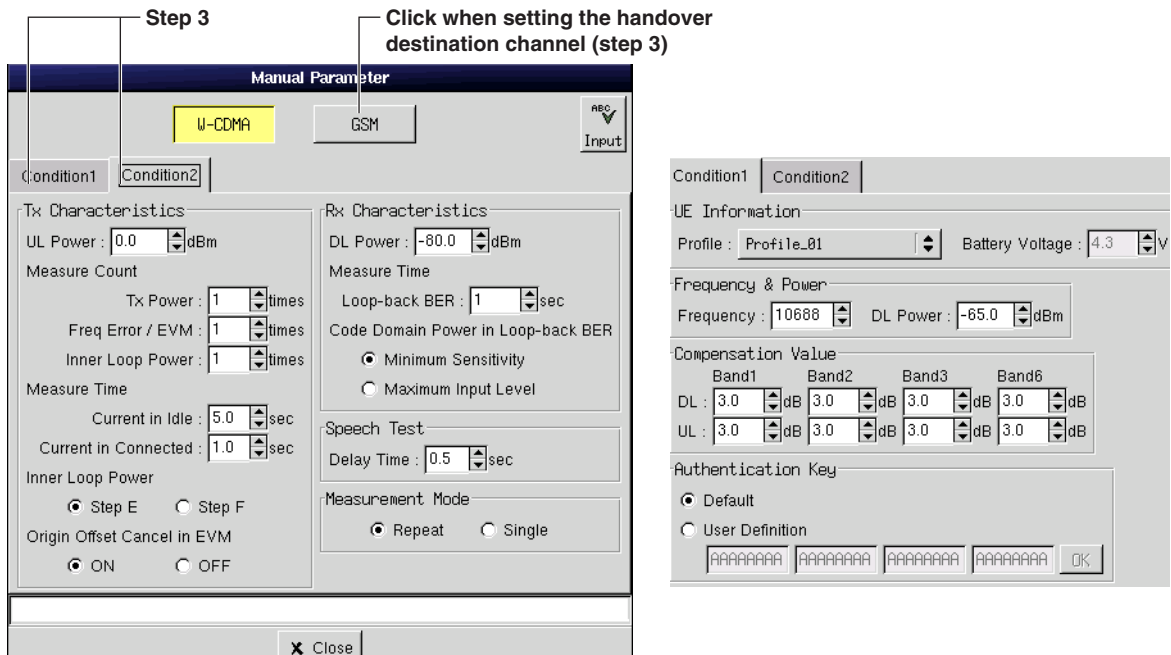 Step 3
Click when setting the handover
destination channel (step 3)
Manual Parameter
W-CDMA
GSM
ABC
Input
Condition1
Condition2
Tx Characteristics
UL Power : 0.0 dBm
Measure Count
Tx Power : 1 times
Freq Error / EVM : 1 times
Inner Loop Power : 1 times
Measure Time
Current in Idle : 5.0 sec
Current in Connected : 1.0 sec
Inner Loop Power
Step E Step F
Origin Offset Cancel in EVM
ON OFF
Rx Characteristics
DL Power : -80.0 dBm
Measure Time
Loop-back BER : 1 sec
Code Domain Power in Loop-back BER
Minimum Sensitivity
Maximum Input Level
Speech Test
Delay Time : 0.5 sec
Measurement Mode
Repeat Single
Close
Condition1 Condition2
UE Information
Profile : Profile_01 Battery Voltage : 4.3 V
Frequency & Power
Frequency : 10688 DL Power : -65.0 dBm
Compensation Value
Band1 Band2 Band3 Band6
DL : 3.0 dB 3.0 dB 3.0 dB 3.0 dB
UL : 3.0 dB 3.0 dB 3.0 dB 3.0 dB
Authentication Key
Default
User Definition
AAAAAAAA AAAAAAAA AAAAAAAA AAAAAAAA OK